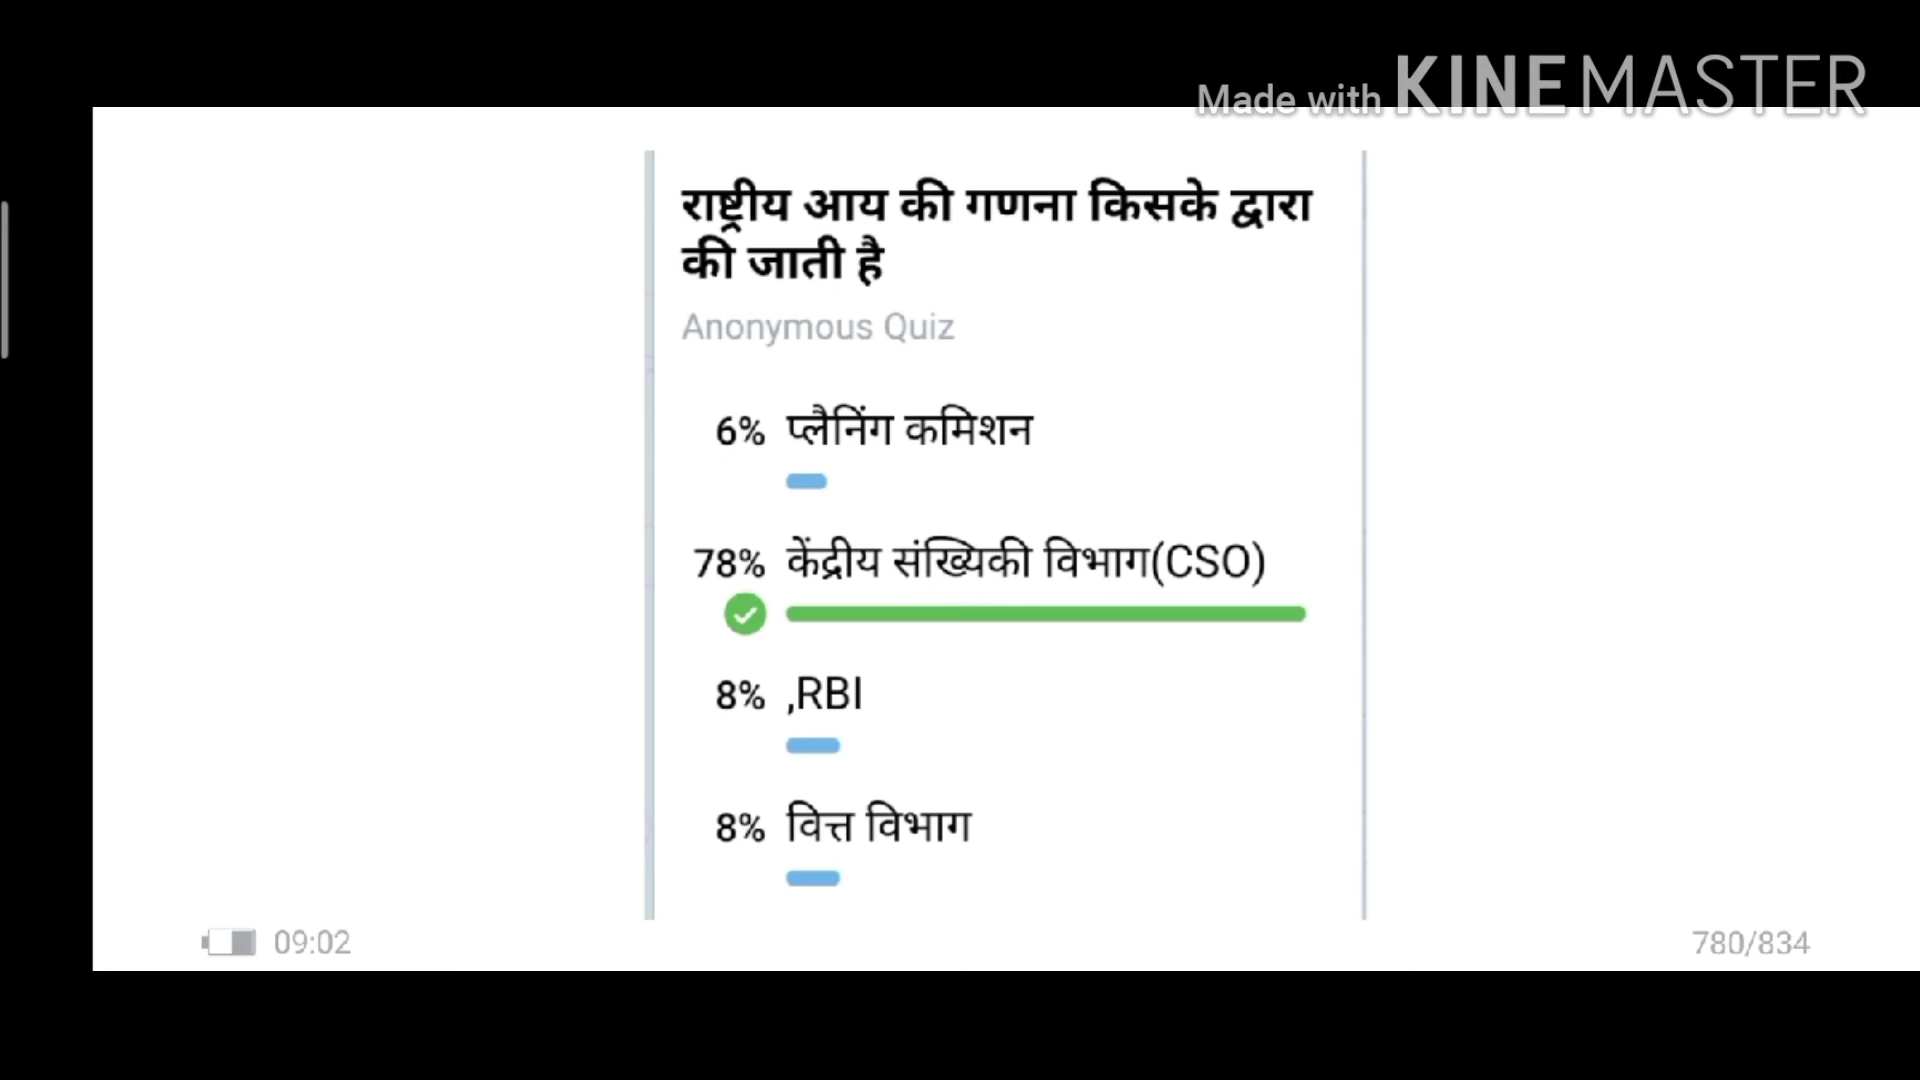 Made with KINEMASTER
राष्ट्रीय आय की गणना किसके द्वारा
की जाती है
Anonymous Quiz
6% प्लैनिंग कमिशन
78% केंद्रीय संख्यिकी विभाग(CSO)
8% ,RBI
8% वित्त विभाग
09:02
780/834